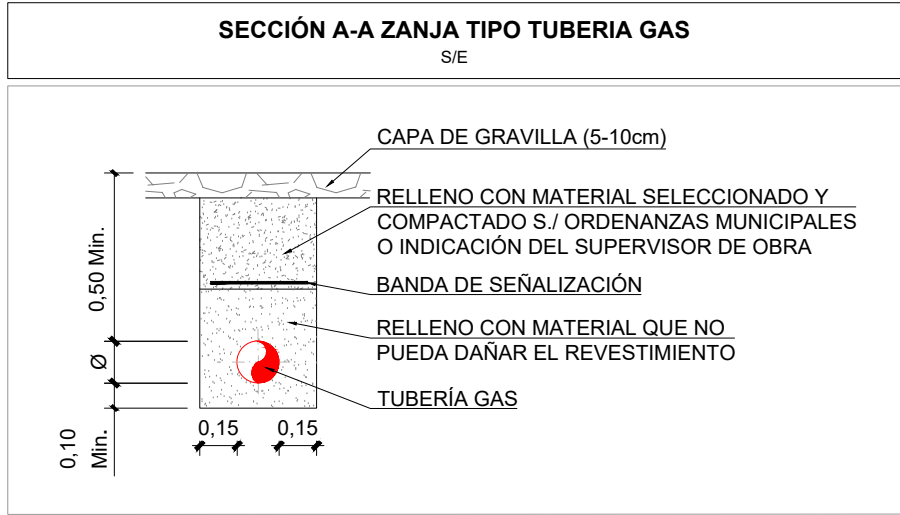 SECCIÓN A-A ZANJA TIPO TUBERIA GAS
S/E
CAPA DE GRAVILLA (5-10cm)
RELLENO CON MATERIAL SELECCIONADO Y
COMPACTADO S./ ORDENANZAS MUNICIPALES
O INDICACIÓN DEL SUPERVISOR DE OBRA
BANDA DE SEÑALIZACIÓN
RELLENO CON MATERIAL QUE NO
PUEDA DAÑAR EL REVESTIMIENTO
TUBERÍA GAS
0,50 Min.
Ø
0,10
Min.
0,15
0,15